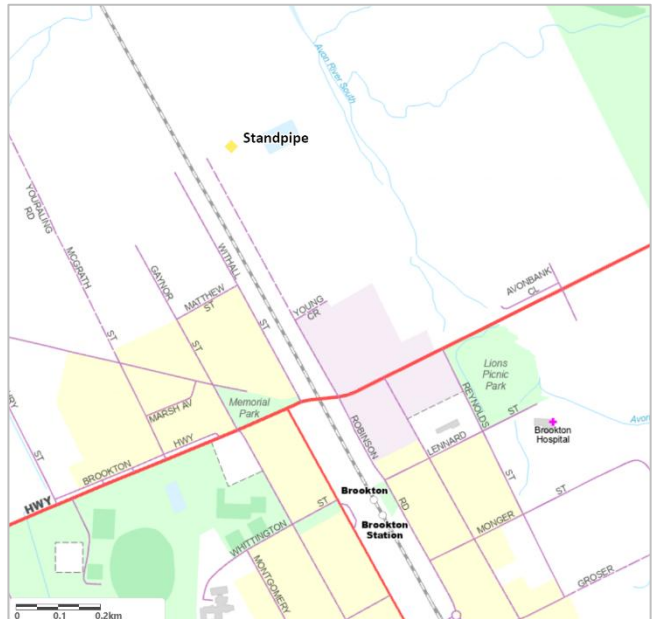 Avon River South
Standpipe
YOURALING
RD
MCGRATH
ST
GAYNOR
ST
MATTHEW
ST
WITHALL
ST
YOUNG
CR
AVONBANK
CL
Lions
Picnic
Park
Memorial
Park
MARSH AV
ROBINSON
RD
REYNOLDS
ST
LENNARD
ST
Brookton
Hospital
Avon
BROOKTON
HWY
HWY
ST
Brookton
Brookton
Station
WHITTINGTON
ST
MONGER
ST
MONTGOMERY
GROSER
0
0.1
0.2km